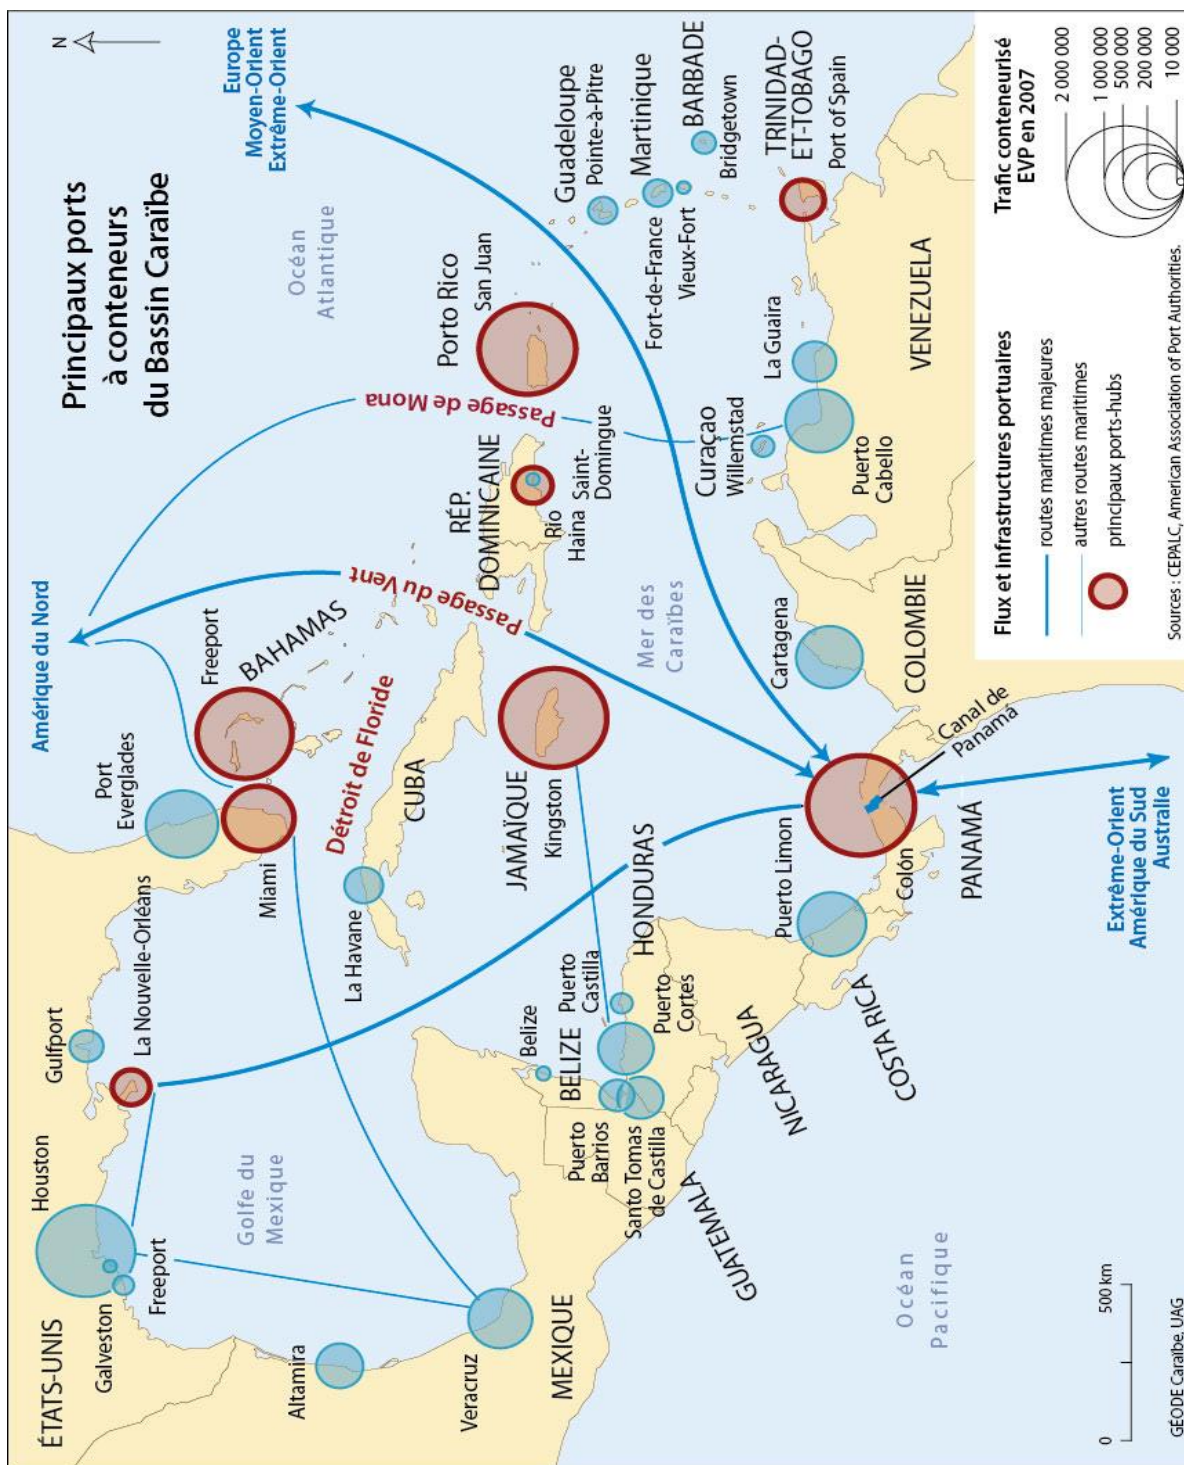 Principaux ports
à conteneurs
du Bassin Caraïbe
N
Amérique du Nord
Europe
Moyen-Orient
Extrême-Orient
ÉTATS-UNIS
Houston
Galveston
Freeport
Gulfport
La Nouvelle-Orléans
Port
Everglades
Miami
Freeport
BAHAMAS
Océan
Atlantique
Golfe du
Mexique
Détroit de Floride
Passage du Vent
Passage de Mona
Altamira
Veracruz
MEXIQUE
La Havane
CUBA
JAMAÏQUE
Kingston
RÉP.
DOMINICAINE
Río
Haina
Saint-
Domingue
Porto Rico
San Juan
Guadeloupe
Pointe-à-Pitre
Martinique
Fort-de-France
Vieux-Fort
BARBADE
Bridgetown
TRINIDAD-
ET-TOBAGO
Port of Spain
Belize
BELIZE
Puerto
Castilla
Puerto
Cortes
Puerto
Barrios
Santo Tomas
de Castilla
HONDURAS
GUATEMALA
NICARAGUA
COSTA RICA
Mer des
Caraïbes
Curaçao
Willemstad
La Guaira
Puerto
Cabello
VENEZUELA
Cartagena
COLOMBIE
Puerto Limon
Colón
PANAMÁ
Canal de
Panamá
Océan
Pacifique
Extrême-Orient
Amérique du Sud
Australie
Flux et infrastructures portuaires
routes maritimes majeures
autres routes maritimes
principaux ports-hubs
Trafic conteneurisé
EVP en 2007
2 000 000
1 000 000
500 000
200 000
10 000
Sources : CEPALC, American Association of Port Authorities.
0
500 km
GÉODE Caraïbe, UAG